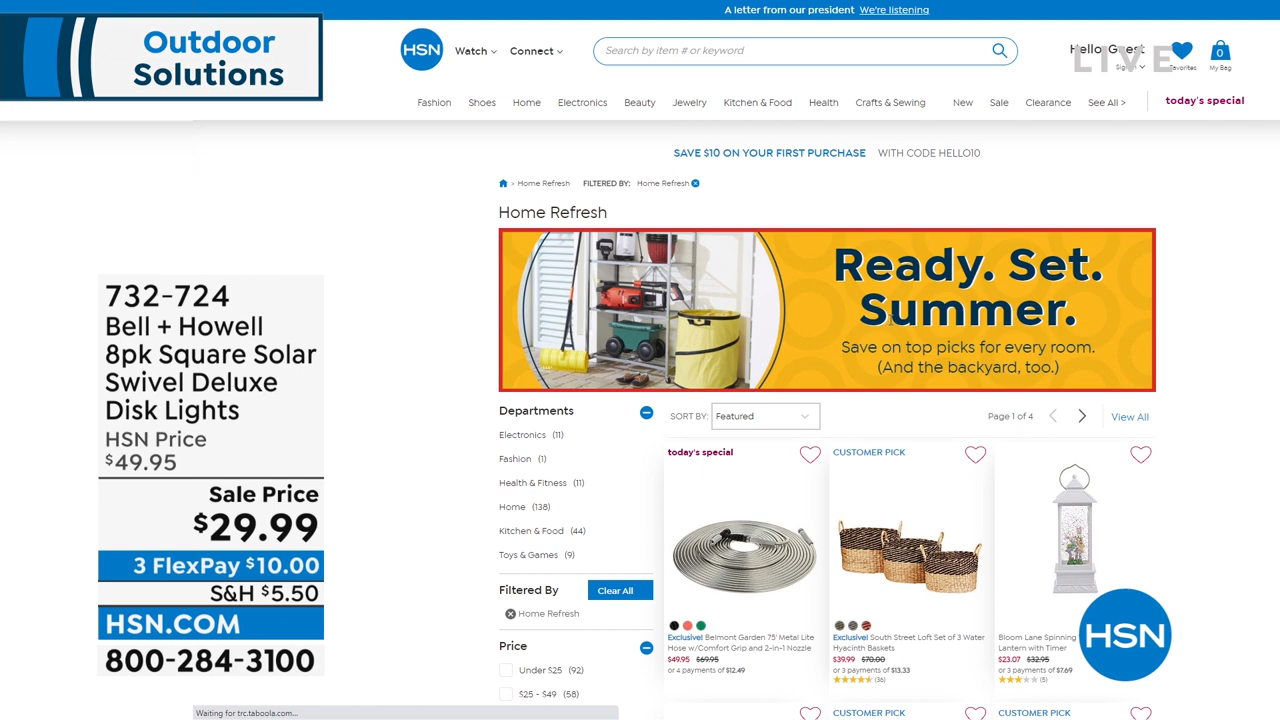 A letter from our president We're listening
Outdoor
Solutions
HSN
Watch
Connect
Search by item # or keyword
Hello, Guest
LIVE
Favorites
0
My Bag
Fashion Shoes Home Electronics Beauty Jewelry Kitchen & Food Health Crafts & Sewing New Sale Clearance See All > today's special
SAVE $10 ON YOUR FIRST PURCHASE WITH CODE HELLO10
> Home Refresh FILTERED BY: Home Refresh
Home Refresh
Ready. Set.
Summer.
Save on top picks for every room.
(And the backyard, too.)
732-724
Bell + Howell
8pk Square Solar
Swivel Deluxe
Disk Lights
HSN Price
$49.95
Sale Price
$29.99
3 FlexPay $10.00
S&H $5.50
HSN.COM
800-284-3100
Departments
Electronics (11)
Fashion (1)
Health & Fitness (11)
Home (138)
Kitchen & Food (44)
Toys & Games (9)
Filtered By Clear All
Home Refresh
Price
Under $25 (92)
$25 - $49 (58)
SORT BY: Featured
Page 1 of 4
View All
today's special
Exclusive! Belmont Garden 75' Metal Lite
Hose w/Comfort Grip and 2-in-1 Nozzle
$49.95 $69.95
or 4 payments of $12.49
CUSTOMER PICK
Exclusive! South Street Loft Set of 3 Water
Hyacinth Baskets
$39.99 $70.00
or 3 payments of $13.33
(36)
Bloom Lane Spinning
Lantern with Timer
$23.07 $32.95
or 3 payments of $7.69
(5)
HSN
CUSTOMER PICK
CUSTOMER PICK
Waiting for trc.taboola.com...